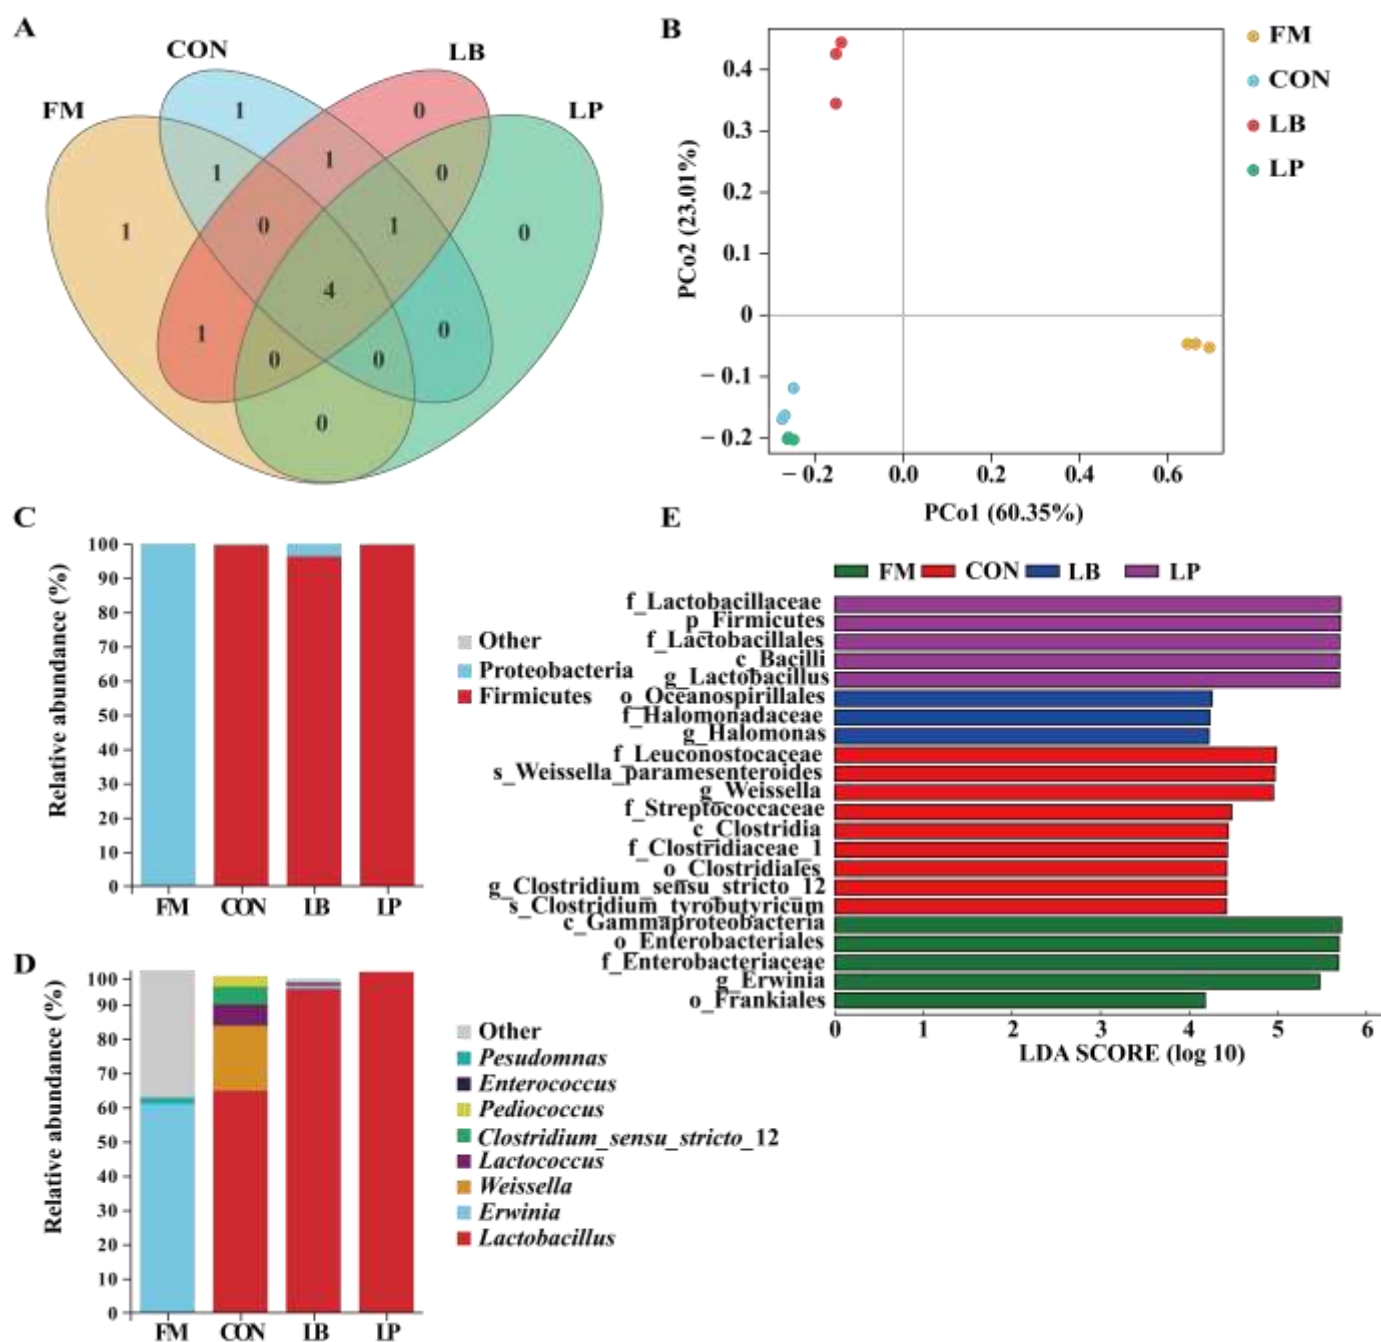 A
CON
LB
FM
LP
1
0
1
1
0
1
0
1
0
4
1
0
0
0
0
B
FM
CON
LB
LP
0.4
0.3
0.2
0.1
0
− 0.1
− 0.2
− 0.2
0.0
0.2
0.4
0.6
PCo2 (23.01%)
PCo1 (60.35%)
C
Relative abundance (%)
100
90
80
70
60
50
40
30
20
10
0
FM
CON
LB
LP
Other
Proteobacteria
Firmicutes
D
Relative abundance (%)
100
90
80
70
60
50
40
30
20
10
0
FM
CON
LB
LP
Other
Pesudomnas
Enterococcus
Pediococcus
Clostridium_sensu_stricto_12
Lactococcus
Weissella
Erwinia
Lactobacillus
E
FM
CON
LB
LP
f_Lactobacillaceae
p_Firmicutes
f_Lactobacillales
c_Bacilli
g_Lactobacillus
o_Oceanospirillales
f_Halomonadaceae
g_Halomonas
f_Leuconostocaceae
s_Weissella_paramesenteroides
g_Weissella
f_Streptococcaceae
c_Clostridia
f_Clostridiaceae_1
o_Clostridiales
g_Clostridium_sensu_stricto_12
s_Clostridium_tyrobutyricum
c_Gammaproteobacteria
o_Enterobacteriales
f_Enterobacteriaceae
g_Erwinia
o_Frankiales
0
1
2
3
4
5
6
LDA SCORE (log 10)